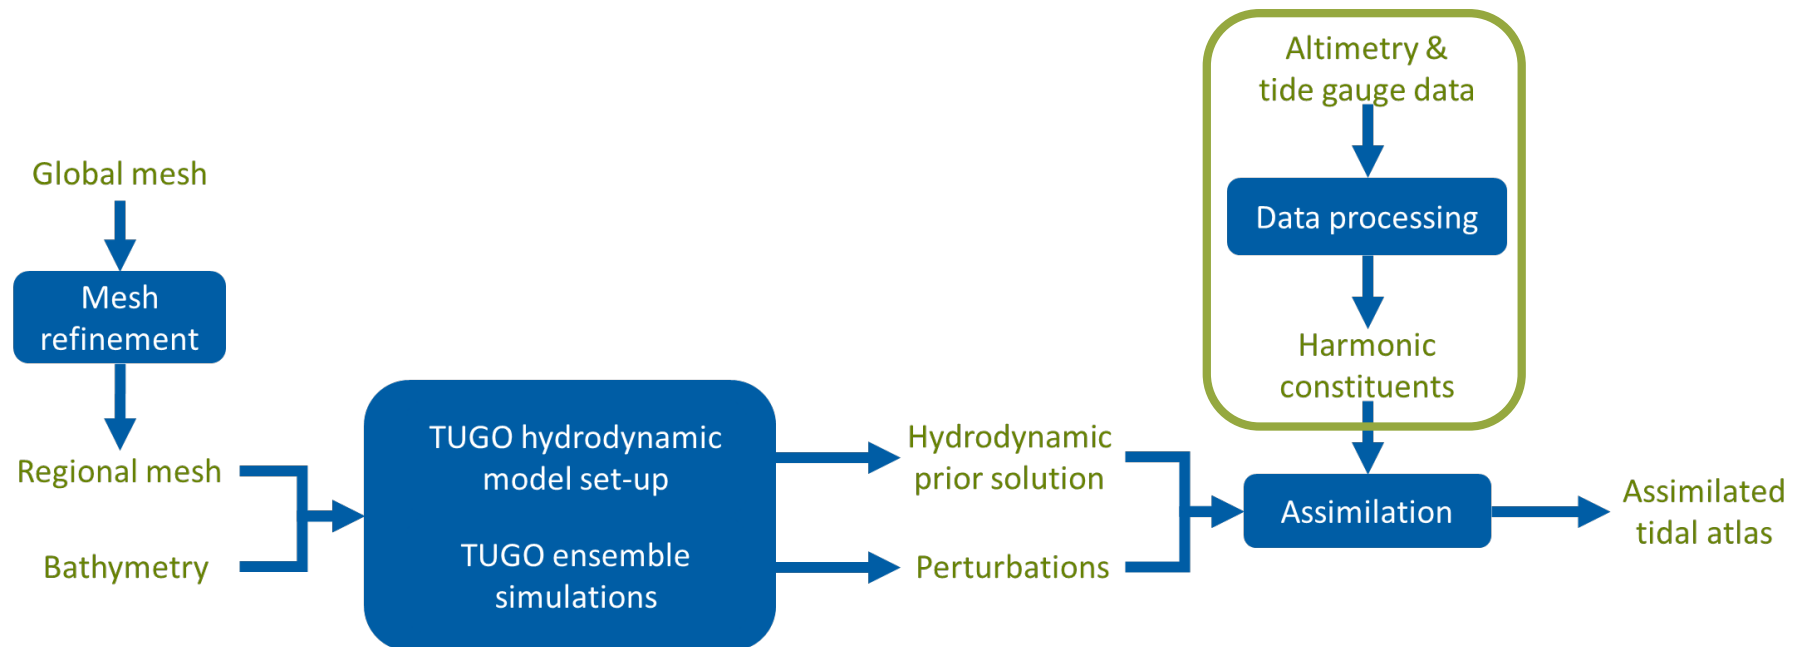 Altimetry &
tide gauge data
Global mesh
Data processing
Mesh
refinement
Harmonic
constituents
TUGO hydrodynamic
model set-up
Hydrodynamic
prior solution
Regional mesh
Assimilation
Assimilated
tidal atlas
Bathymetry
TUGO ensemble
simulations
Perturbations